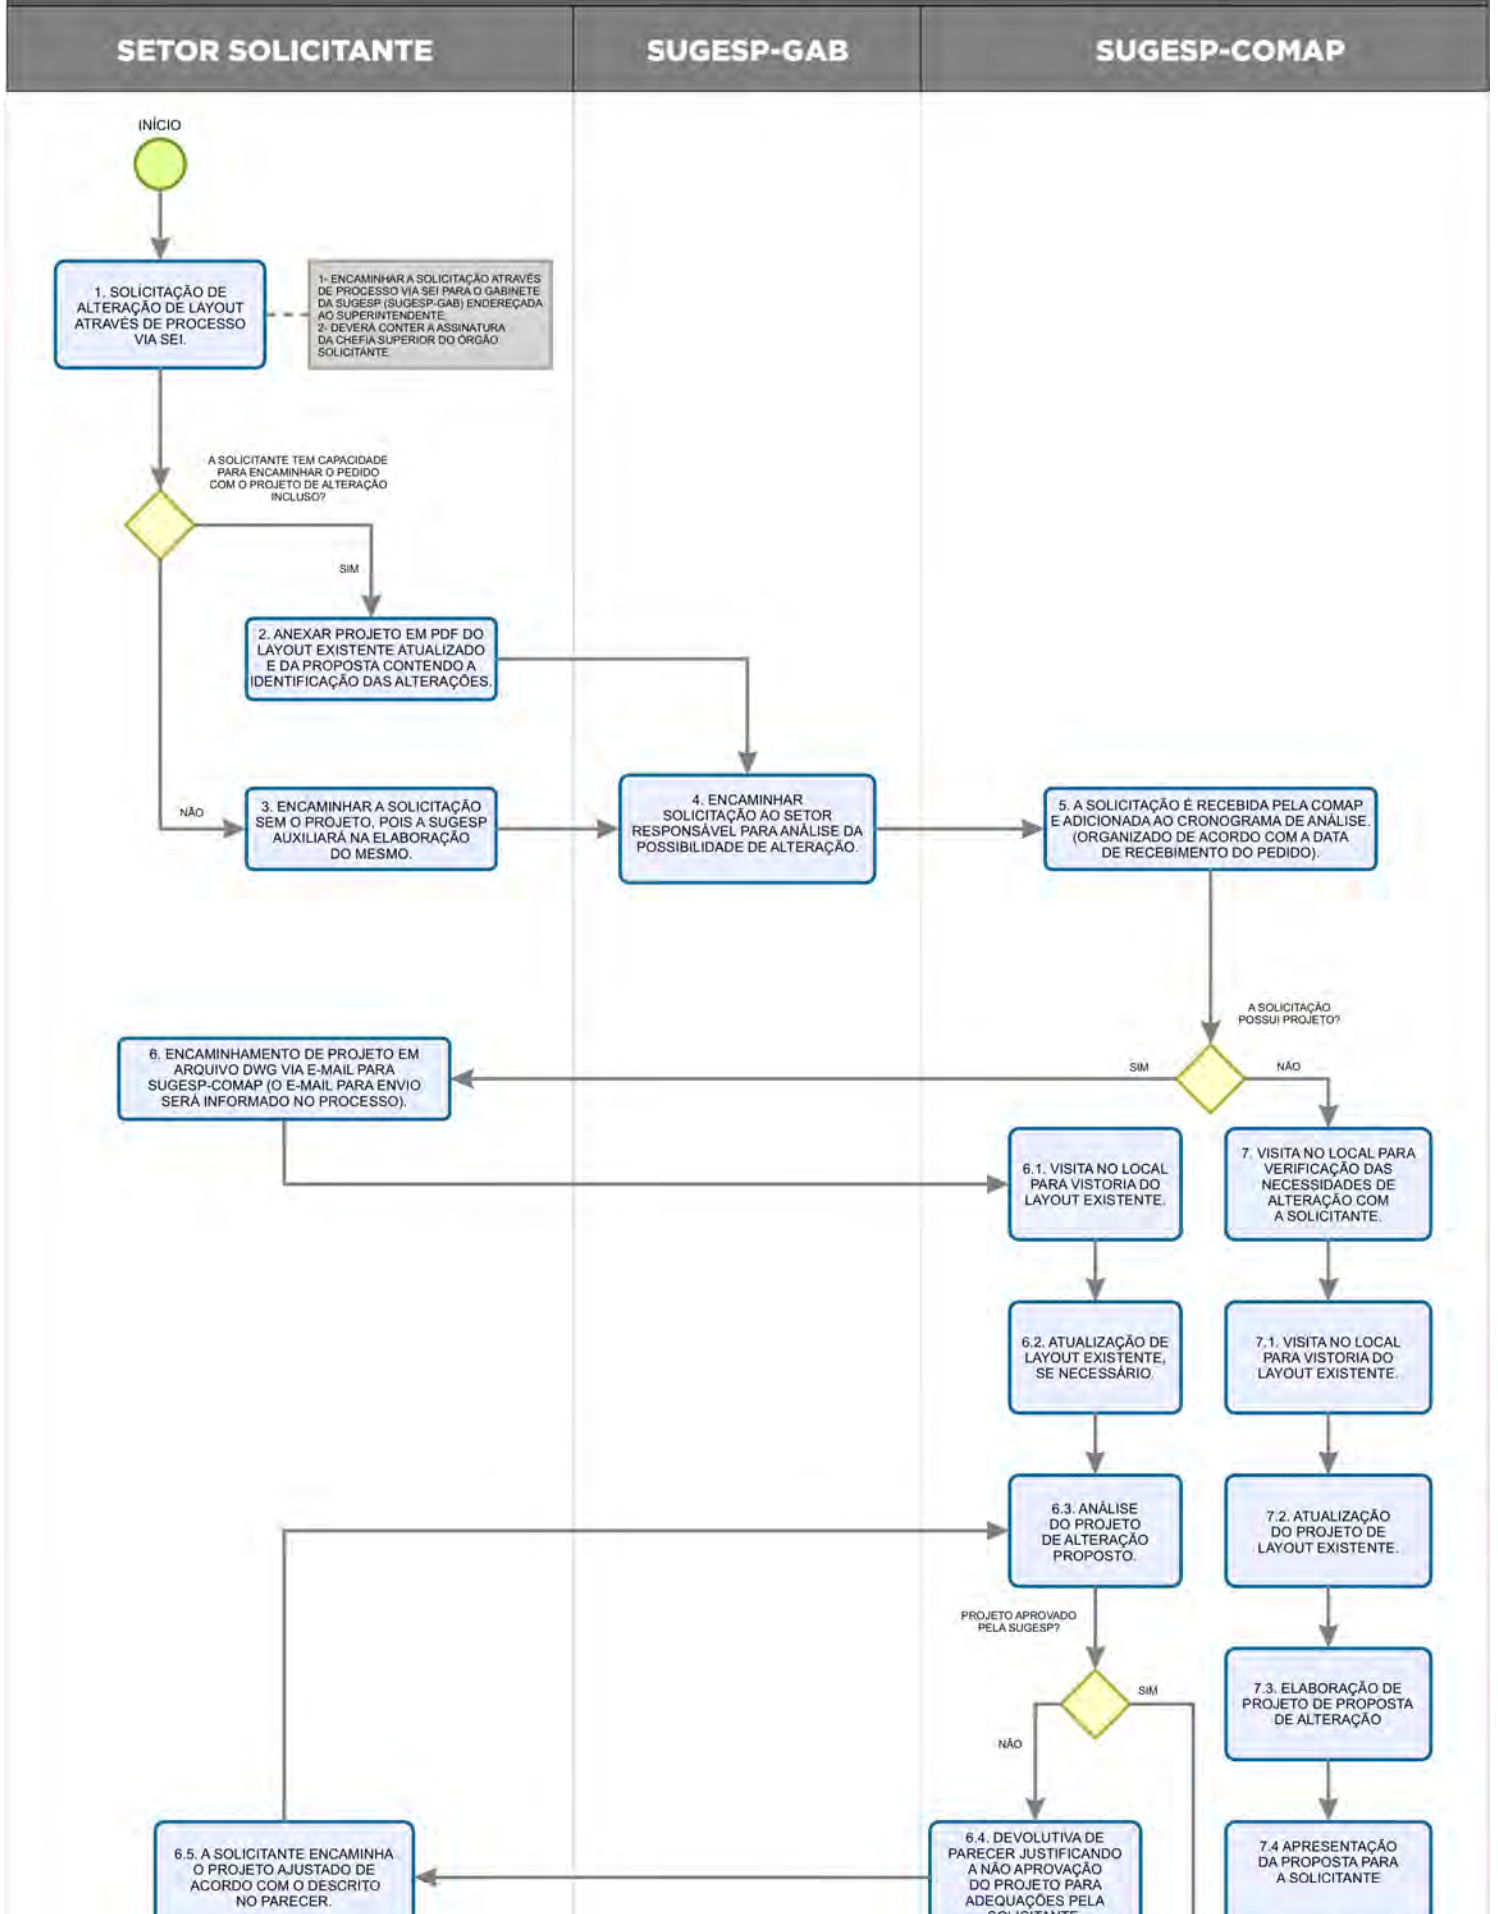 SETOR SOLICITANTE
SUGESP-GAB
SUGESP-COMAP
INÍCIO
1. SOLICITAÇÃO DE
ALTERAÇÃO DE LAYOUT
ATRAVÉS DE PROCESSO
VIA SEI.
1- ENCAMINHAR A SOLICITAÇÃO ATRAVÉS
DE PROCESSO VIA SEI PARA O GABINETE
DA SUGESP (SUGESP-GAB) ENDEREÇADA
AO SUPERINTENDENTE;
2- DEVERÁ CONTER A ASSINATURA
DA CHEFIA SUPERIOR DO ÓRGÃO
SOLICITANTE.
A SOLICITANTE TEM CAPACIDADE
PARA ENCAMINHAR O PEDIDO
COM O PROJETO DE ALTERAÇÃO
INCLUSO?
SIM
2. ANEXAR PROJETO EM PDF DO
LAYOUT EXISTENTE ATUALIZADO
E DA PROPOSTA CONTENDO A
IDENTIFICAÇÃO DAS ALTERAÇÕES.
NÃO
3. ENCAMINHAR A SOLICITAÇÃO
SEM O PROJETO, POIS A SUGESP
AUXILIARÁ NA ELABORAÇÃO
DO MESMO.
4. ENCAMINHAR
SOLICITAÇÃO AO SETOR
RESPONSÁVEL PARA ANÁLISE DA
POSSIBILIDADE DE ALTERAÇÃO.
5. A SOLICITAÇÃO É RECEBIDA PELA COMAP
E ADICIONADA AO CRONOGRAMA DE ANÁLISE.
(ORGANIZADO DE ACORDO COM A DATA
DE RECEBIMENTO DO PEDIDO).
A SOLICITAÇÃO
POSSUI PROJETO?
SIM
NÃO
6. ENCAMINHAMENTO DE PROJETO EM
ARQUIVO DWG VIA E-MAIL PARA
SUGESP-COMAP (O E-MAIL PARA ENVIO
SERÁ INFORMADO NO PROCESSO).
6.1. VISITA NO LOCAL
PARA VISTORIA DO
LAYOUT EXISTENTE.
7. VISITA NO LOCAL PARA
VERIFICAÇÃO DAS
NECESSIDADES DE
ALTERAÇÃO COM
A SOLICITANTE.
6.2. ATUALIZAÇÃO DE
LAYOUT EXISTENTE,
SE NECESSÁRIO.
7.1. VISITA NO LOCAL
PARA VISTORIA DO
LAYOUT EXISTENTE.
6.3. ANÁLISE
DO PROJETO
DE ALTERAÇÃO
PROPOSTO.
7.2. ATUALIZAÇÃO
DO PROJETO DE
LAYOUT EXISTENTE.
PROJETO APROVADO
PELA SUGESP?
SIM
NÃO
7.3. ELABORAÇÃO DE
PROJETO DE PROPOSTA
DE ALTERAÇÃO
6.5. A SOLICITANTE ENCAMINHA
O PROJETO AJUSTADO DE
ACORDO COM O DESCRITO
NO PARECER.
6.4. DEVOLUTIVA DE
PARECER JUSTIFICANDO
A NÃO APROVAÇÃO
DO PROJETO PARA
ADEQUAÇÕES PELA
7.4 APRESENTAÇÃO
DA PROPOSTA PARA
A SOLICITANTE